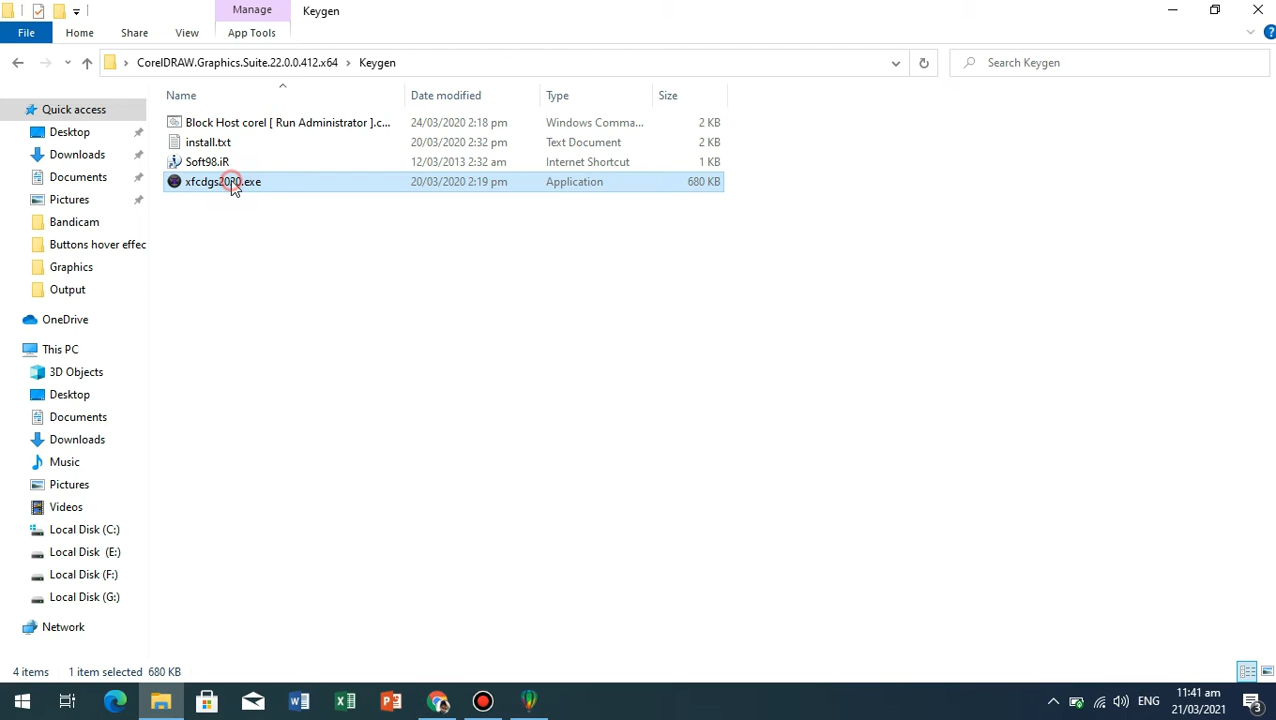 Manage
Keygen
File
Home
Share
View
App Tools
CorelDRAW.Graphics.Suite.22.0.0.412.x64
Keygen
Search Keygen
Name
Date modified
Type
Size
Block Host corel [ Run Administrator ].c...
24/03/2020 2:18 pm
Windows Comma...
2 KB
install.txt
20/03/2020 2:32 pm
Text Document
2 KB
Soft98.iR
12/03/2013 2:32 am
Internet Shortcut
1 KB
xfcdgs2020.exe
20/03/2020 2:19 pm
Application
680 KB
Quick access
Desktop
Downloads
Documents
Pictures
Bandicam
Buttons hover effec
Graphics
Output
OneDrive
This PC
3D Objects
Desktop
Documents
Downloads
Music
Pictures
Videos
Local Disk (C:)
Local Disk (E:)
Local Disk (F:)
Local Disk (G:)
Network
4 items
1 item selected 680 KB
ENG
11:41 am
21/03/2021
3